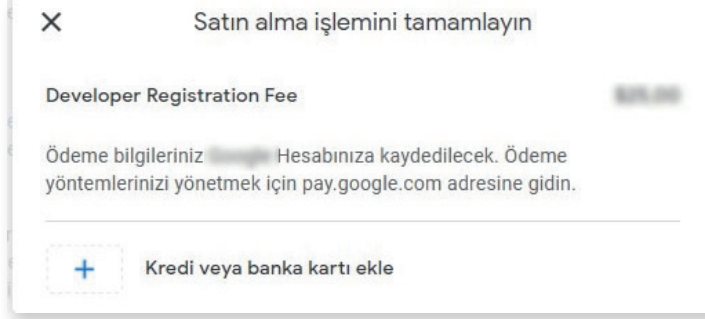 Satın alma işlemini tamamlayın
Developer Registration Fee
Ödeme bilgileriniz Hesabınıza kaydedilecek. Ödeme
yöntemlerinizi yönetmek için pay.google.com adresine gidin.
Kredi veya banka kartı ekle